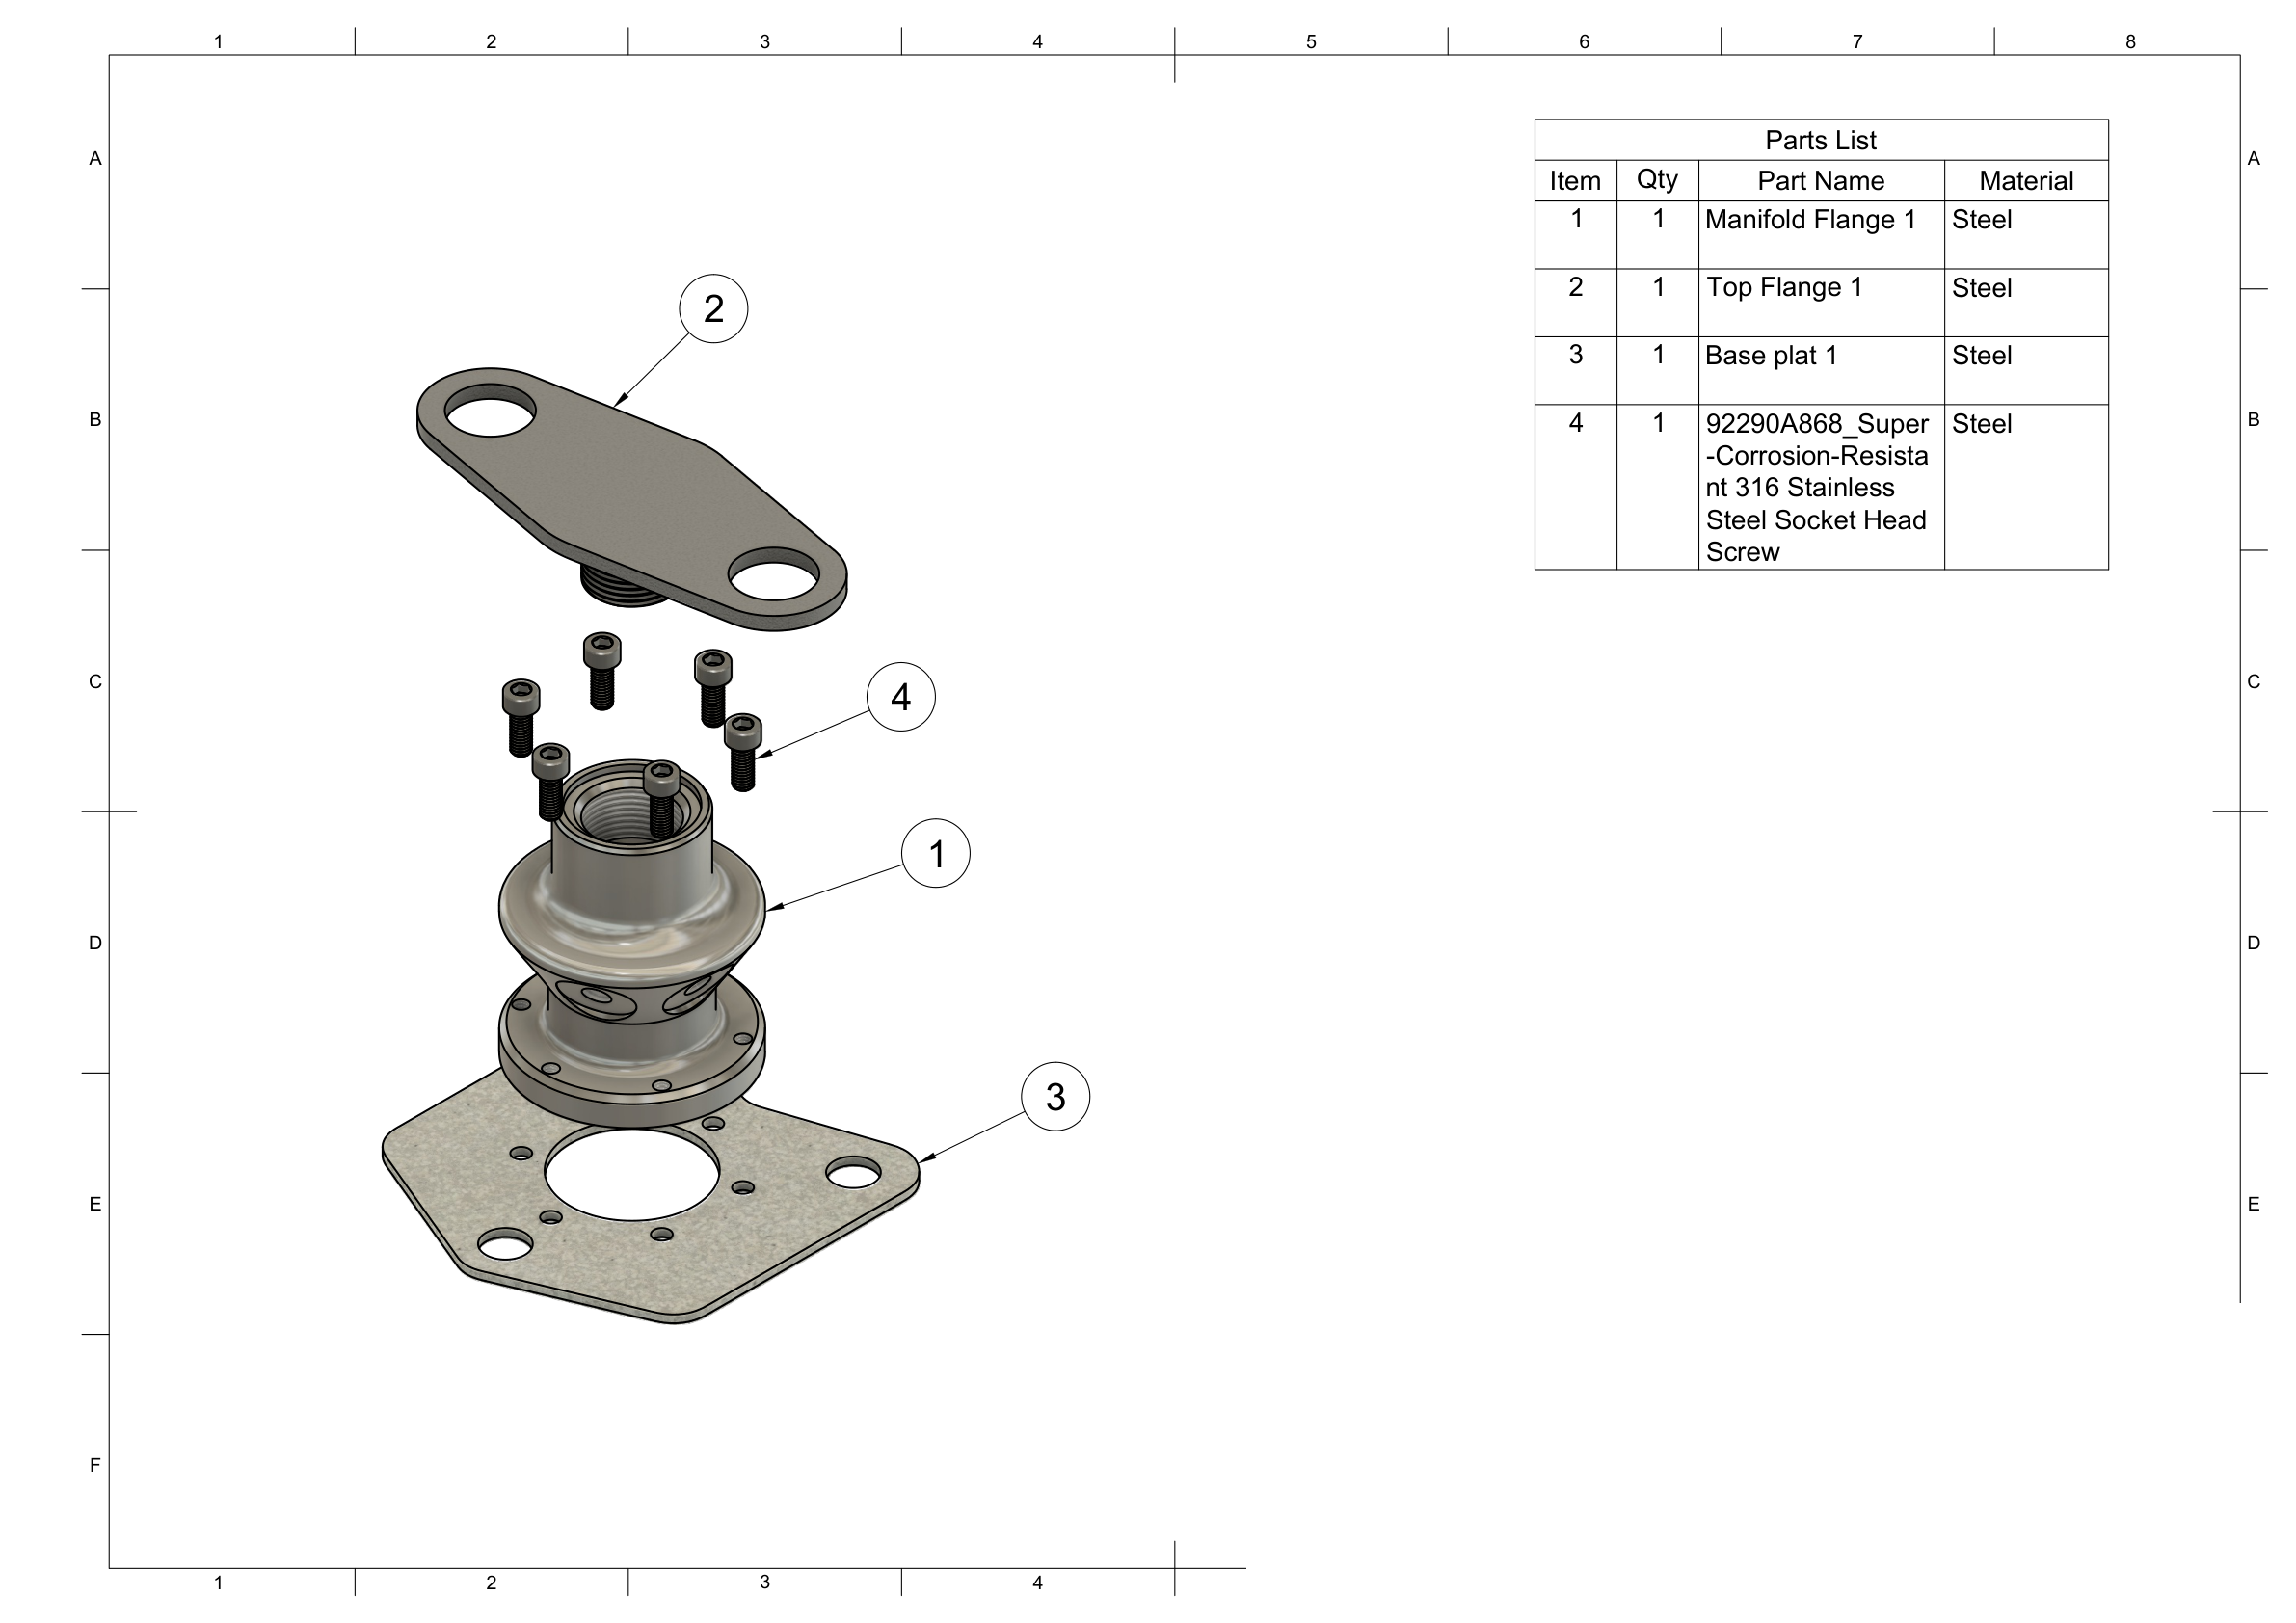 1 2 3 4 5 6 7 8
A A
Parts List
Item Qty Part Name Material
1 1 Manifold Flange 1 Steel
2 1 Top Flange 1 Steel
3 1 Base plat 1 Steel
4 1 92290A868_Super Steel
-Corrosion-Resista
nt 316 Stainless
Steel Socket Head
Screw
2
B B
C C
4
1
D D
3
E E
F
1 2 3 4